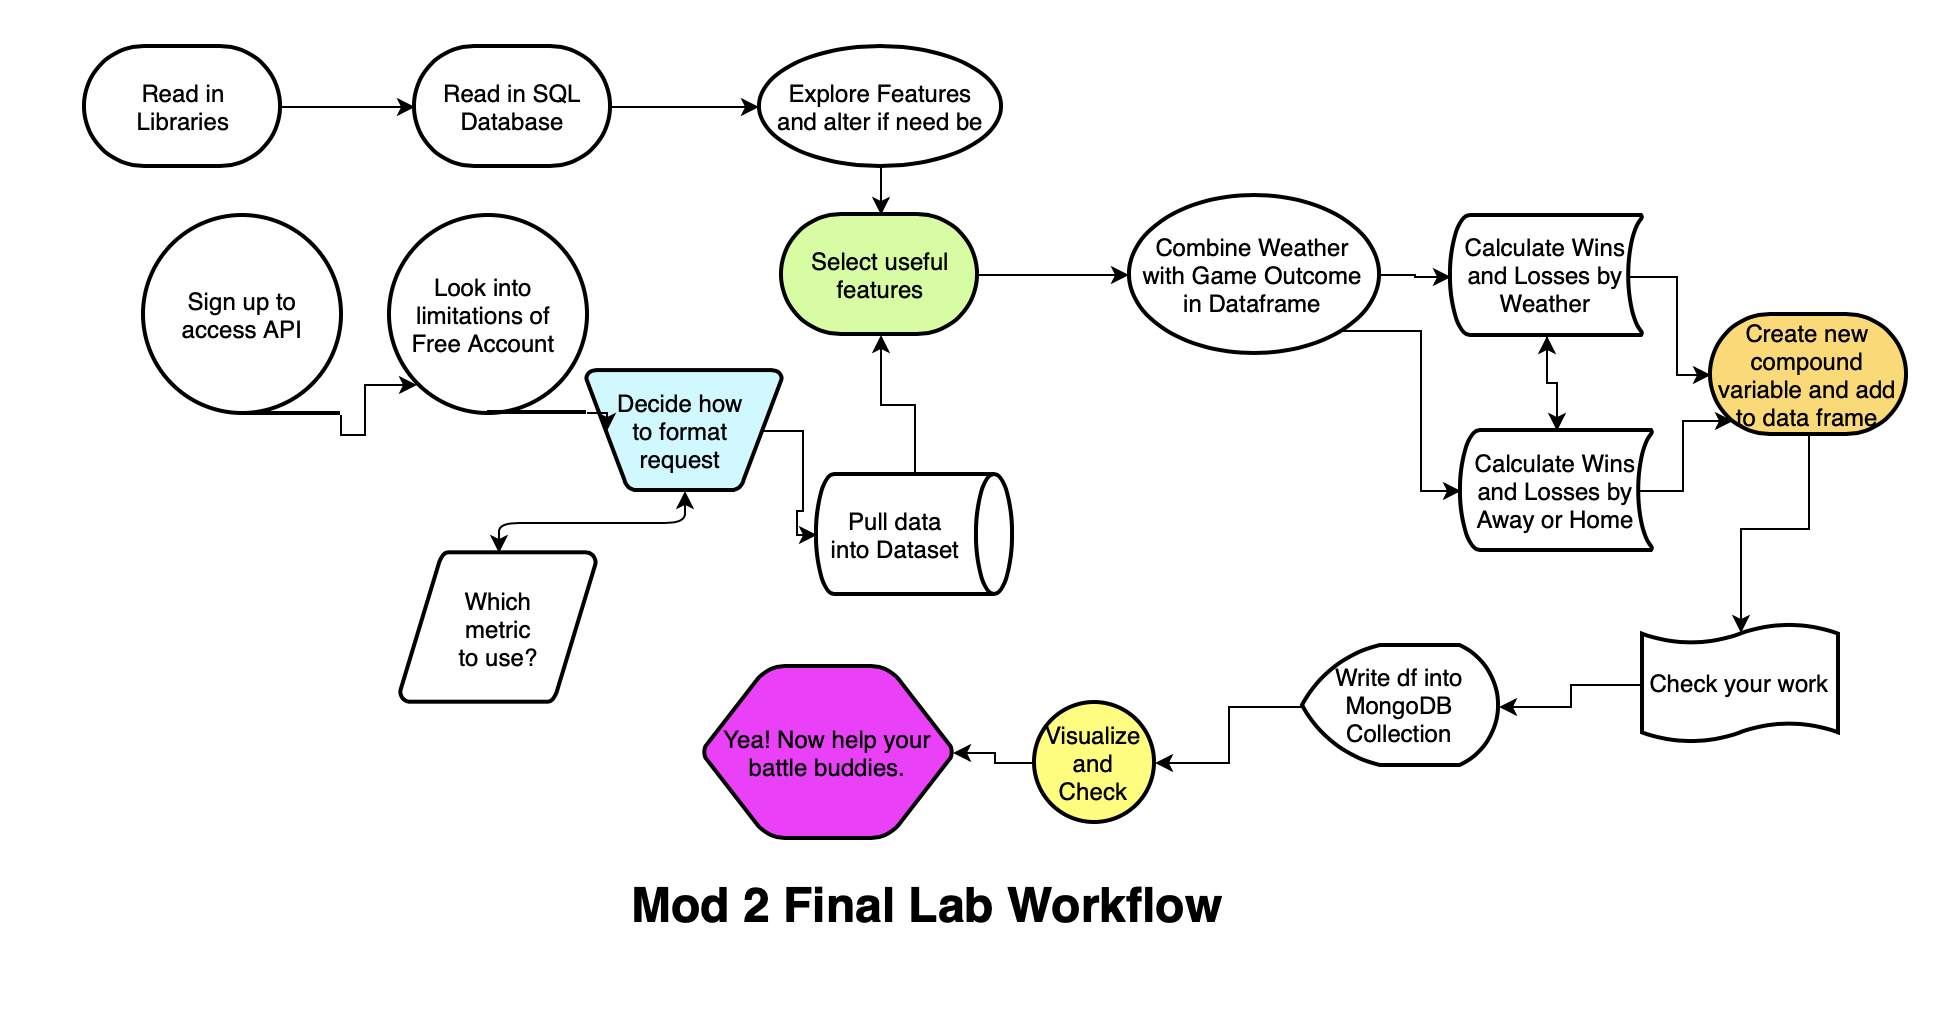 Read in
Libraries
Read in SQL
Database
Explore Features
and alter if need be
Sign up to
access API
Look into
limitations of
Free Account
Select useful
features
Combine Weather
with Game Outcome
in Dataframe
Calculate Wins
and Losses by
Weather
Create new
compound
variable and add
to data frame
Decide how
to format
request
Calculate Wins
and Losses by
Away or Home
Pull data
into Dataset
Which
metric
to use?
Check your work
Write df into
MongoDB
Collection
Visualize
and
Check
Yea! Now help your
battle buddies.
Mod 2 Final Lab Workflow